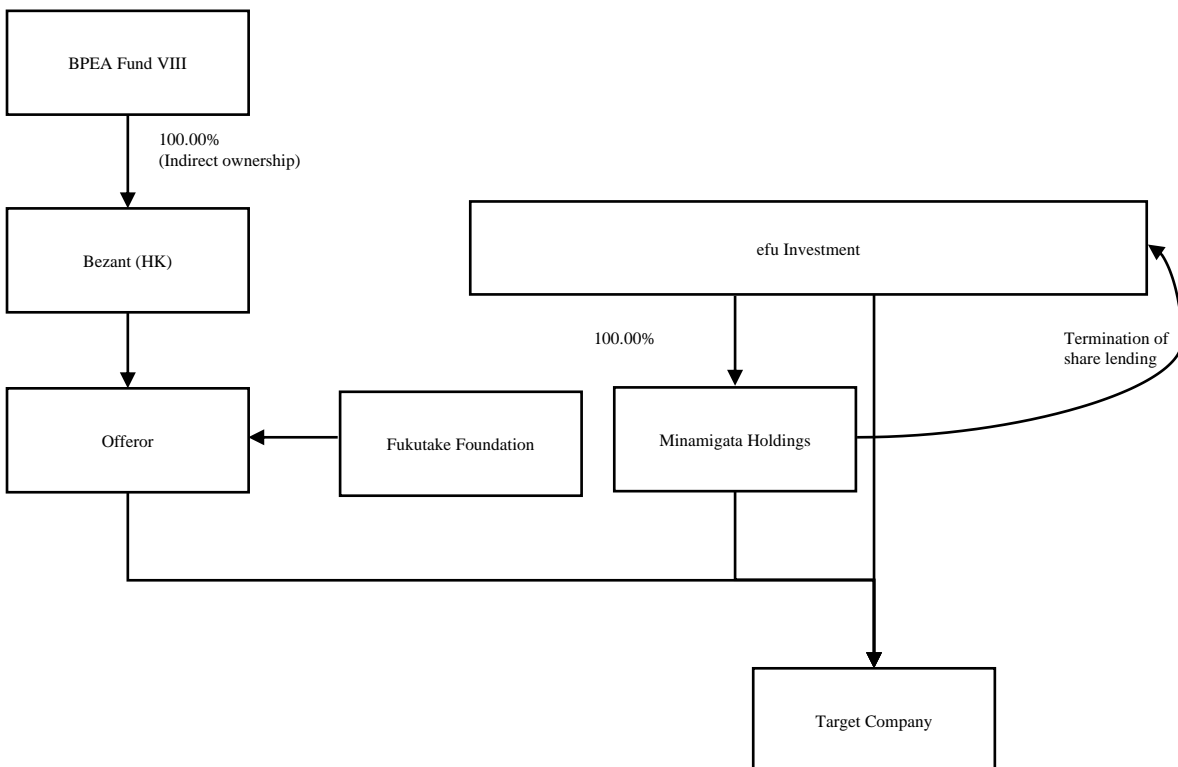 BPEA Fund VIII
100.00%
(Indirect ownership)
Bezant (HK)
efu Investment
100.00%
Termination of
share lending
Offeror
Fukutake Foundation
Minamigata Holdings
Target Company